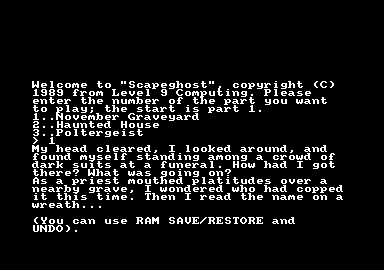 Welcome to "Scapeghost", copyright (C)
1989 from Level 9 Computing. Please
enter the number of the part you want
to play; the start is part 1.
1..November Graveyard
2..Haunted House
3..Poltergeist
> 1
My head cleared, I looked around, and
found myself standing among a crowd of
dark suits at a funeral. How had I got
there? What was going on?
As a priest mouthed platitudes over a
nearby grave, I wondered who had copped
it this time. Then I read the name on a
wreath...
(You can use RAM SAVE/RESTORE and
UNDO).